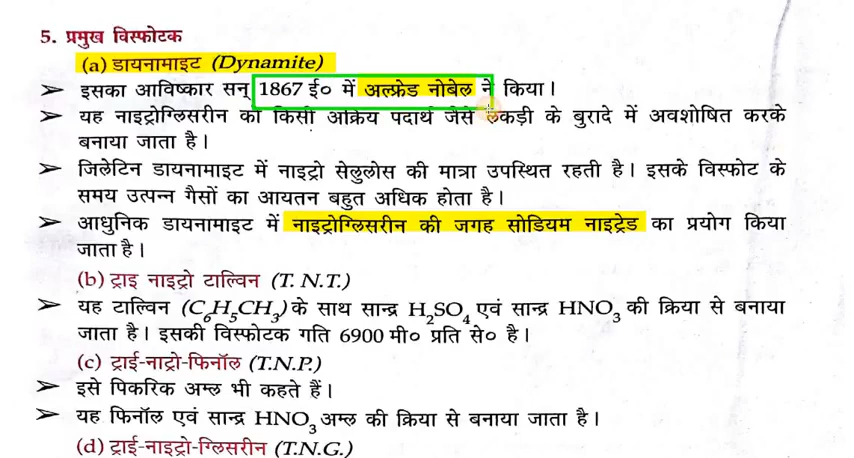 5. प्रमुख विस्फोटक
(a) डायनामाइट (Dynamite)
➤ इसका आविष्कार सन् 1867 ई० में अल्फ्रेड नोबेल ने किया।
➤ यह नाइट्रोग्लिसरीन को किसी अक्रिय पदार्थ जैसे लकड़ी के बुरादे में अवशोषित करके
बनाया जाता है।
➤ जिलेटिन डायनामाइट में नाइट्रो सेलुलोस की मात्रा उपस्थित रहती है। इसके विस्फोट के
समय उत्पन्न गैसों का आयतन बहुत अधिक होता है।
➤ आधुनिक डायनामाइट में नाइट्रोग्लिसरीन की जगह सोडियम नाइट्रेड का प्रयोग किया
जाता है।
(b) ट्राइ नाइट्रो टाल्विन (T. N.T.)
➤ यह टाल्विन (C₆H₅CH₃) के साथ सान्द्र H₂SO₄ एवं सान्द्र HNO₃ की क्रिया से बनाया
जाता है। इसकी विस्फोटक गति 6900 मी० प्रति से० है।
(c) ट्राई-नाट्रो-फिनॉल (T.N.P.)
➤ इसे पिकरिक अम्ल भी कहते हैं।
➤ यह फिनॉल एवं सान्द्र HNO₃ अम्ल की क्रिया से बनाया जाता है।
(d) ट्राई-नाइट्रो-ग्लिसरीन (T.N.G.)